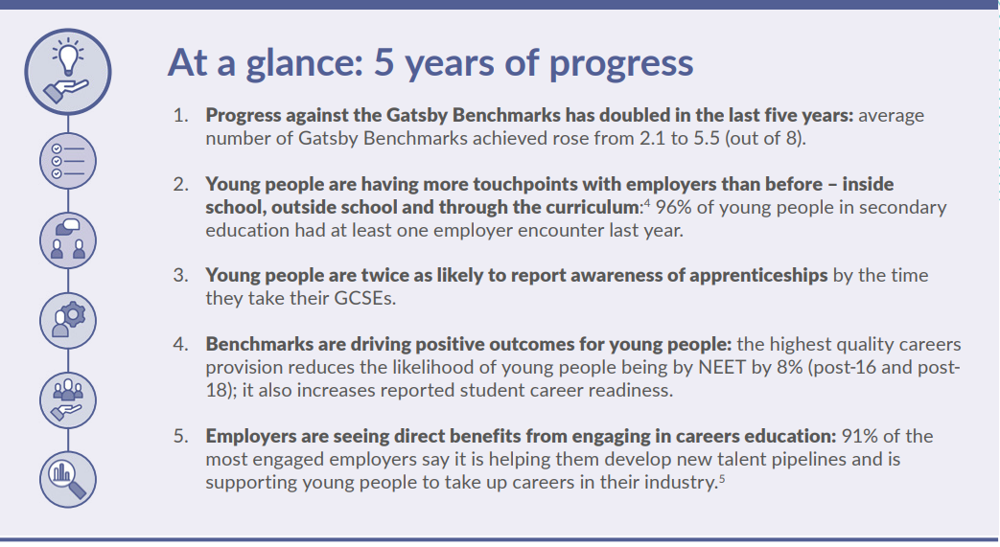 At a glance: 5 years of progress
1. Progress against the Gatsby Benchmarks has doubled in the last five years: average
number of Gatsby Benchmarks achieved rose from 2.1 to 5.5 (out of 8).
2. Young people are having more touchpoints with employers than before – inside
school, outside school and through the curriculum:4 96% of young people in secondary
education had at least one employer encounter last year.
3. Young people are twice as likely to report awareness of apprenticeships by the time
they take their GCSEs.
4. Benchmarks are driving positive outcomes for young people: the highest quality careers
provision reduces the likelihood of young people being by NEET by 8% (post-16 and post-
18); it also increases reported student career readiness.
5. Employers are seeing direct benefits from engaging in careers education: 91% of the
most engaged employers say it is helping them develop new talent pipelines and is
supporting young people to take up careers in their industry.5